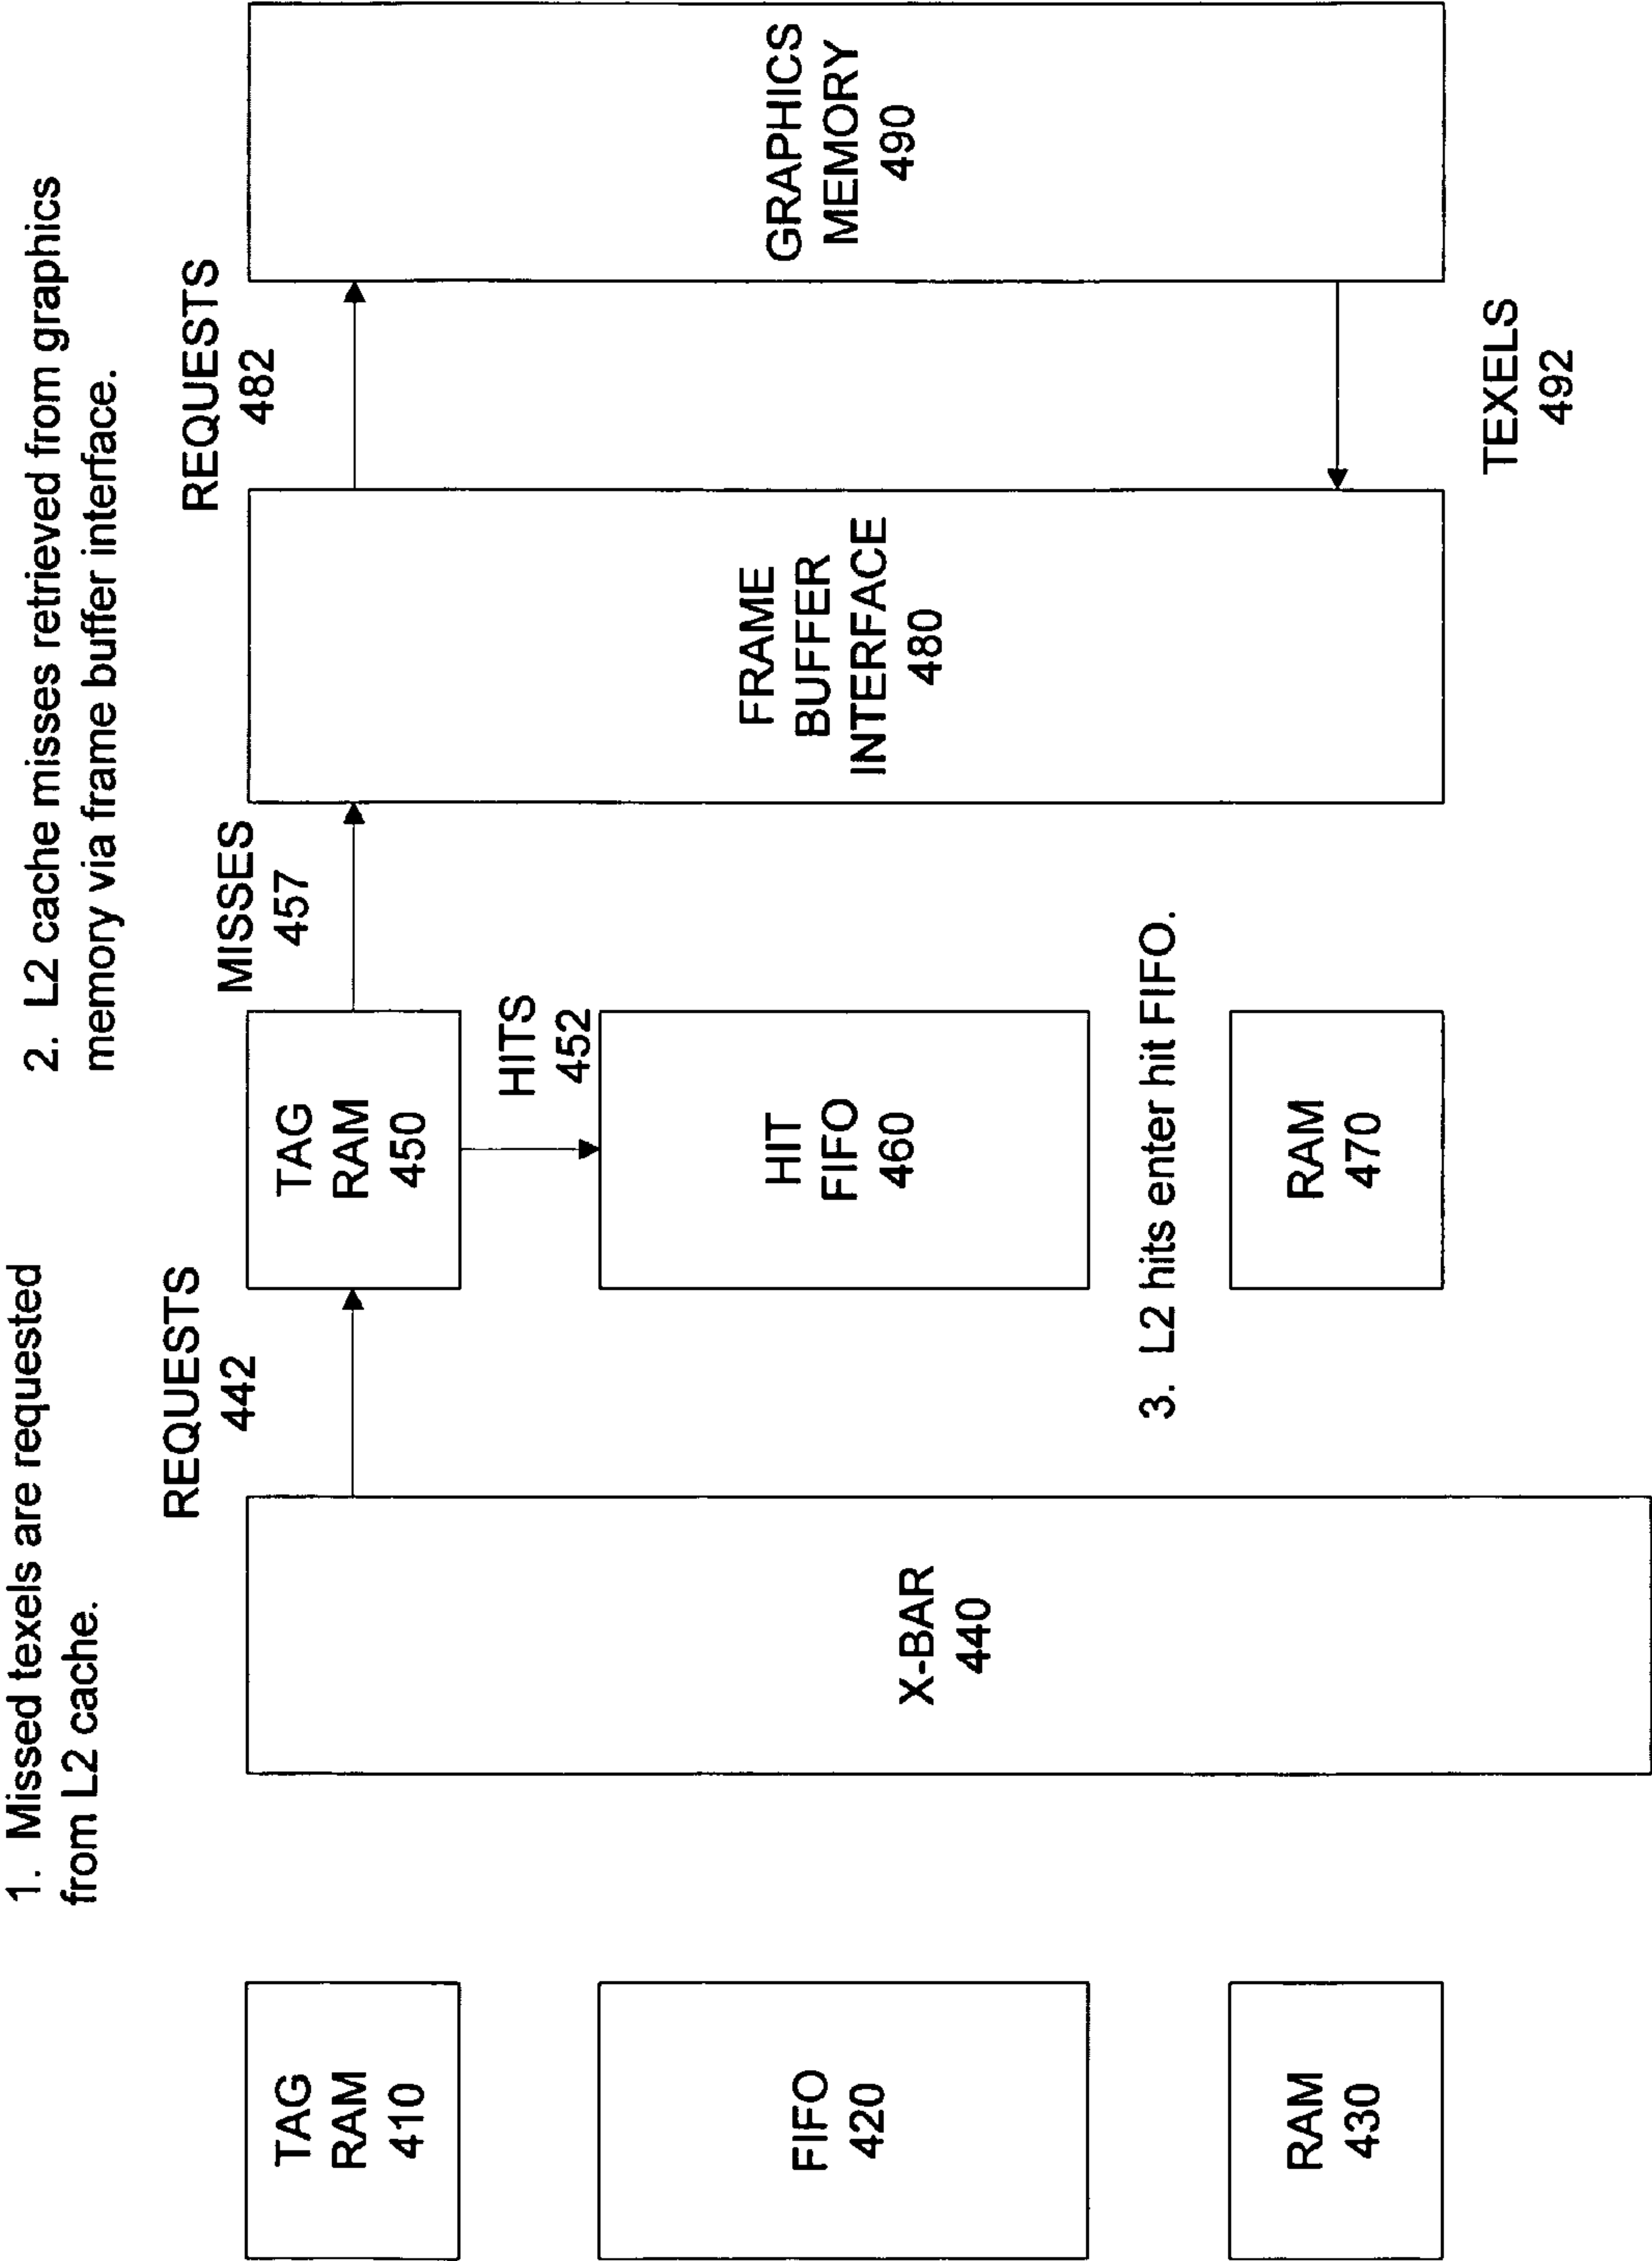 1. Missed texels are requested
from L2 cache.
2. L2 cache misses retrieved from graphics
memory via frame buffer interface.
REQUESTS
442
MISSES
457
REQUESTS
482
TAG
RAM
410
TAG
RAM
450
HITS
452
FIFO
420
X-BAR
440
HIT
FIFO
460
FRAME
BUFFER
INTERFACE
480
GRAPHICS
MEMORY
490
3. L2 hits enter hit FIFO.
RAM
430
RAM
470
TEXELS
492